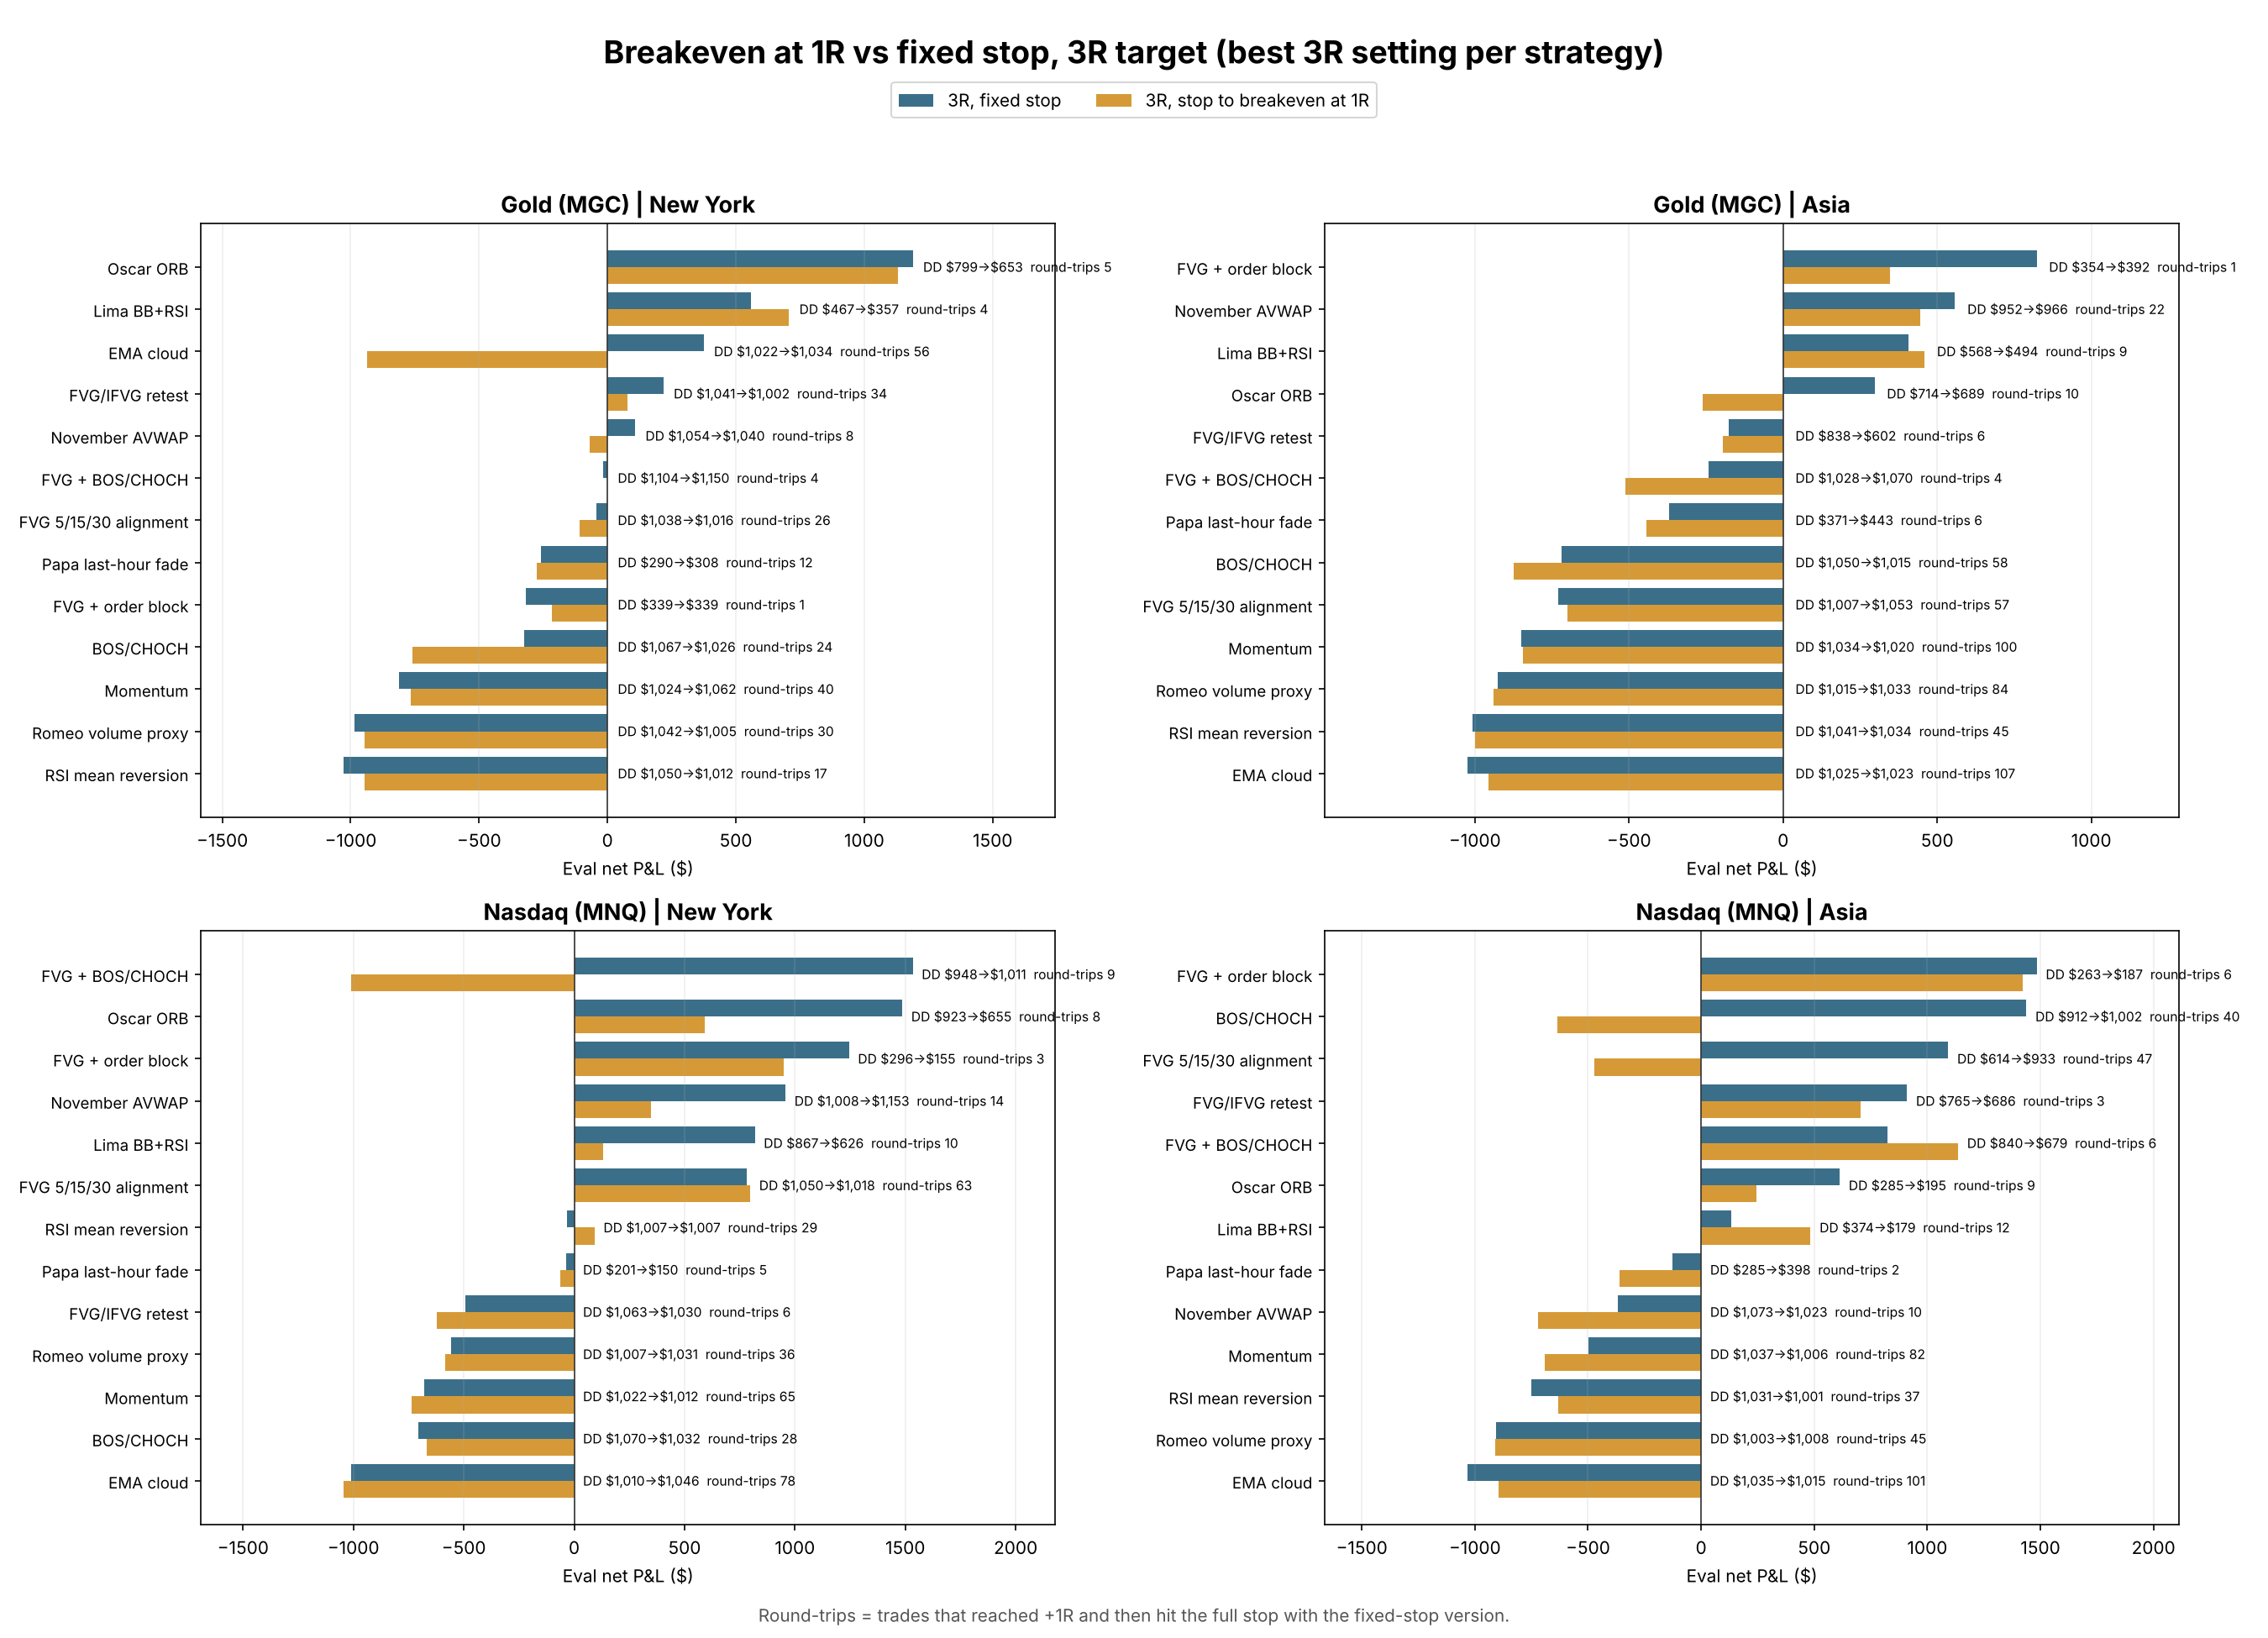 Breakeven at 1R vs fixed stop, 3R target (best 3R setting per strategy)
3R, fixed stop
3R, stop to breakeven at 1R
Gold (MGC) | New York
Oscar ORB
DD $799→$653 round-trips 5
Lima BB+RSI
DD $467→$357 round-trips 4
EMA cloud
DD $1,022→$1,034 round-trips 56
FVG/IFVG retest
DD $1,041→$1,002 round-trips 34
November AVWAP
DD $1,054→$1,040 round-trips 8
FVG + BOS/CHOCH
DD $1,104→$1,150 round-trips 4
FVG 5/15/30 alignment
DD $1,038→$1,016 round-trips 26
Papa last-hour fade
DD $290→$308 round-trips 12
FVG + order block
DD $339→$339 round-trips 1
BOS/CHOCH
DD $1,067→$1,026 round-trips 24
Momentum
DD $1,024→$1,062 round-trips 40
Romeo volume proxy
DD $1,042→$1,005 round-trips 30
RSI mean reversion
DD $1,050→$1,012 round-trips 17
−1500 −1000 −500 0 500 1000 1500
Eval net P&L ($)
Gold (MGC) | Asia
FVG + order block
DD $354→$392 round-trips 1
November AVWAP
DD $952→$966 round-trips 22
Lima BB+RSI
DD $568→$494 round-trips 9
Oscar ORB
DD $714→$689 round-trips 10
FVG/IFVG retest
DD $838→$602 round-trips 6
FVG + BOS/CHOCH
DD $1,028→$1,070 round-trips 4
Papa last-hour fade
DD $371→$443 round-trips 6
BOS/CHOCH
DD $1,050→$1,015 round-trips 58
FVG 5/15/30 alignment
DD $1,007→$1,053 round-trips 57
Momentum
DD $1,034→$1,020 round-trips 100
Romeo volume proxy
DD $1,015→$1,033 round-trips 84
RSI mean reversion
DD $1,041→$1,034 round-trips 45
EMA cloud
DD $1,025→$1,023 round-trips 107
−1000 −500 0 500 1000
Eval net P&L ($)
Nasdaq (MNQ) | New York
FVG + BOS/CHOCH
DD $948→$1,011 round-trips 9
Oscar ORB
DD $923→$655 round-trips 8
FVG + order block
DD $296→$155 round-trips 3
November AVWAP
DD $1,008→$1,153 round-trips 14
Lima BB+RSI
DD $867→$626 round-trips 10
FVG 5/15/30 alignment
DD $1,050→$1,018 round-trips 63
RSI mean reversion
DD $1,007→$1,007 round-trips 29
Papa last-hour fade
DD $201→$150 round-trips 5
FVG/IFVG retest
DD $1,063→$1,030 round-trips 6
Romeo volume proxy
DD $1,007→$1,031 round-trips 36
Momentum
DD $1,022→$1,012 round-trips 65
BOS/CHOCH
DD $1,070→$1,032 round-trips 28
EMA cloud
DD $1,010→$1,046 round-trips 78
−1500 −1000 −500 0 500 1000 1500 2000
Eval net P&L ($)
Nasdaq (MNQ) | Asia
FVG + order block
DD $263→$187 round-trips 6
BOS/CHOCH
DD $912→$1,002 round-trips 40
FVG 5/15/30 alignment
DD $614→$933 round-trips 47
FVG/IFVG retest
DD $765→$686 round-trips 3
FVG + BOS/CHOCH
DD $840→$679 round-trips 6
Oscar ORB
DD $285→$195 round-trips 9
Lima BB+RSI
DD $374→$179 round-trips 12
Papa last-hour fade
DD $285→$398 round-trips 2
November AVWAP
DD $1,073→$1,023 round-trips 10
Momentum
DD $1,037→$1,006 round-trips 82
RSI mean reversion
DD $1,031→$1,001 round-trips 37
Romeo volume proxy
DD $1,003→$1,008 round-trips 45
EMA cloud
DD $1,035→$1,015 round-trips 101
−1500 −1000 −500 0 500 1000 1500 2000
Eval net P&L ($)
Round-trips = trades that reached +1R and then hit the full stop with the fixed-stop version.